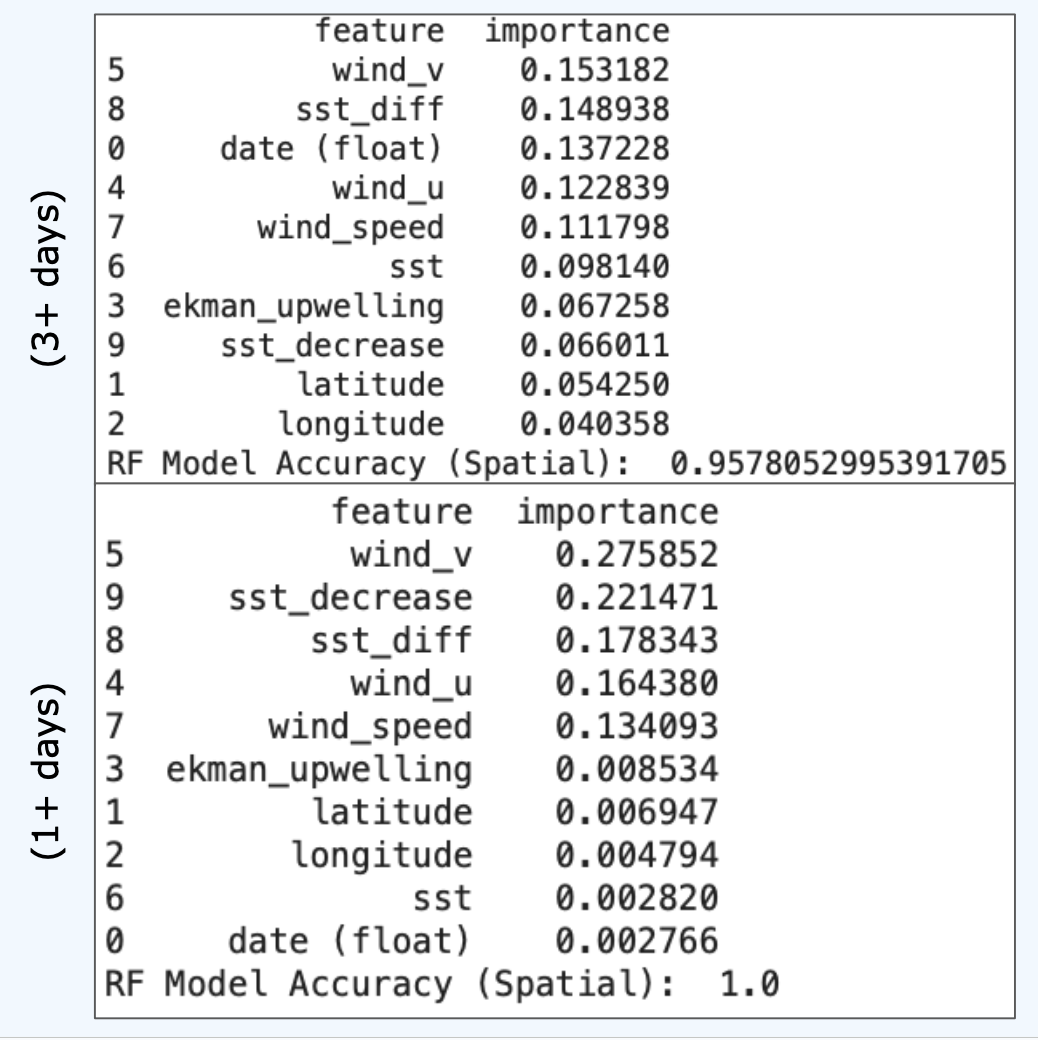 (3+ days)
feature importance
5 wind_v 0.153182
8 sst_diff 0.148938
0 date (float) 0.137228
4 wind_u 0.122839
7 wind_speed 0.111798
6 sst 0.098140
3 ekman_upwelling 0.067258
9 sst_decrease 0.066011
1 latitude 0.054250
2 longitude 0.040358
RF Model Accuracy (Spatial): 0.9578052995391705
(1+ days)
feature importance
5 wind_v 0.275852
9 sst_decrease 0.221471
8 sst_diff 0.178343
4 wind_u 0.164380
7 wind_speed 0.134093
3 ekman_upwelling 0.008534
1 latitude 0.006947
2 longitude 0.004794
6 sst 0.002820
0 date (float) 0.002766
RF Model Accuracy (Spatial): 1.0